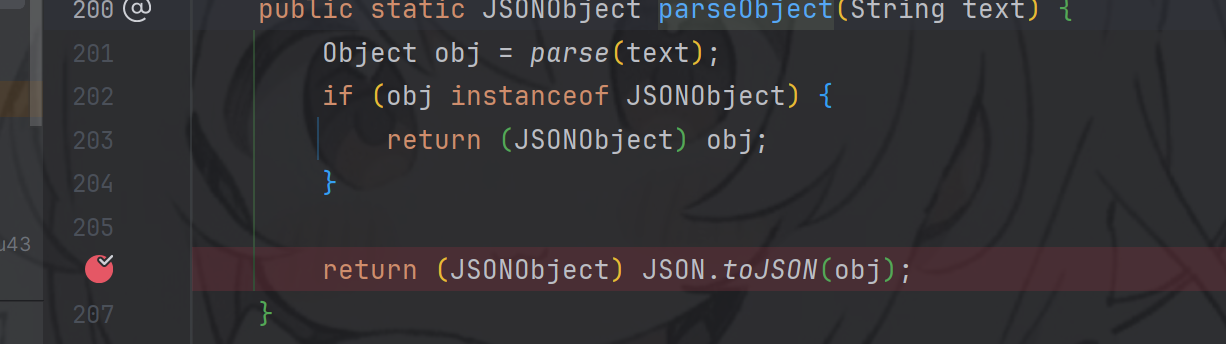 200 @ public static JSONObject parseObject(String text) {
201 Object obj = parse(text);
202 if (obj instanceof JSONObject) {
203 return (JSONObject) obj;
204 }
205
u43
return (JSONObject) JSON.toJSON(obj);
207 }